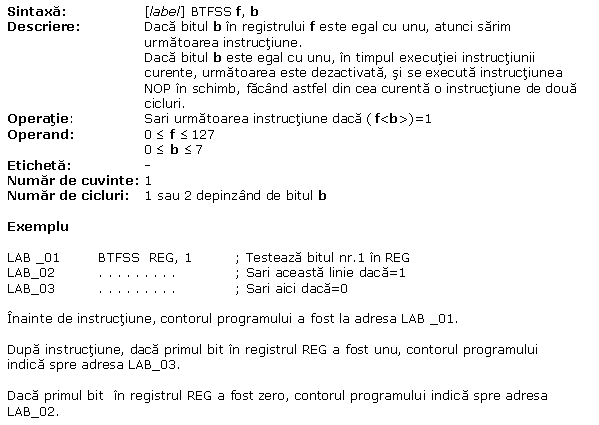 Sintaxă: [label] BTFSS f, b
Descriere: Dacă bitul b în registrului f este egal cu unu, atunci sărim
următoarea instrucţiune.
Dacă bitul b este egal cu unu, în timpul execuţiei instrucţiunii
curente, următoarea este dezactivată, şi se execută instrucţiunea
NOP în schimb, făcând astfel din cea curentă o instrucţiune de două
cicluri.
Operaţie: Sari următoarea instrucţiune dacă (f<b>)=1
Operand: 0 ≤ f ≤ 127
0 ≤ b ≤ 7
Etichetă: –
Număr de cuvinte: 1
Număr de cicluri: 1 sau 2 depinzând de bitul b
Exemplu
LAB _01 BTFSS REG, 1 ; Testează bitul nr.1 în REG
LAB_02 . . . . . . . . . ; Sari această linie dacă=1
LAB_03 . . . . . . . . . ; Sari aici dacă=0
Înainte de instrucţiune, contorul programului a fost la adresa LAB _01.
După instrucţiune, dacă primul bit în registrul REG a fost unu, contorul programului
indică spre adresa LAB_03.
Dacă primul bit în registrul REG a fost zero, contorul programului indică spre adresa
LAB_02.